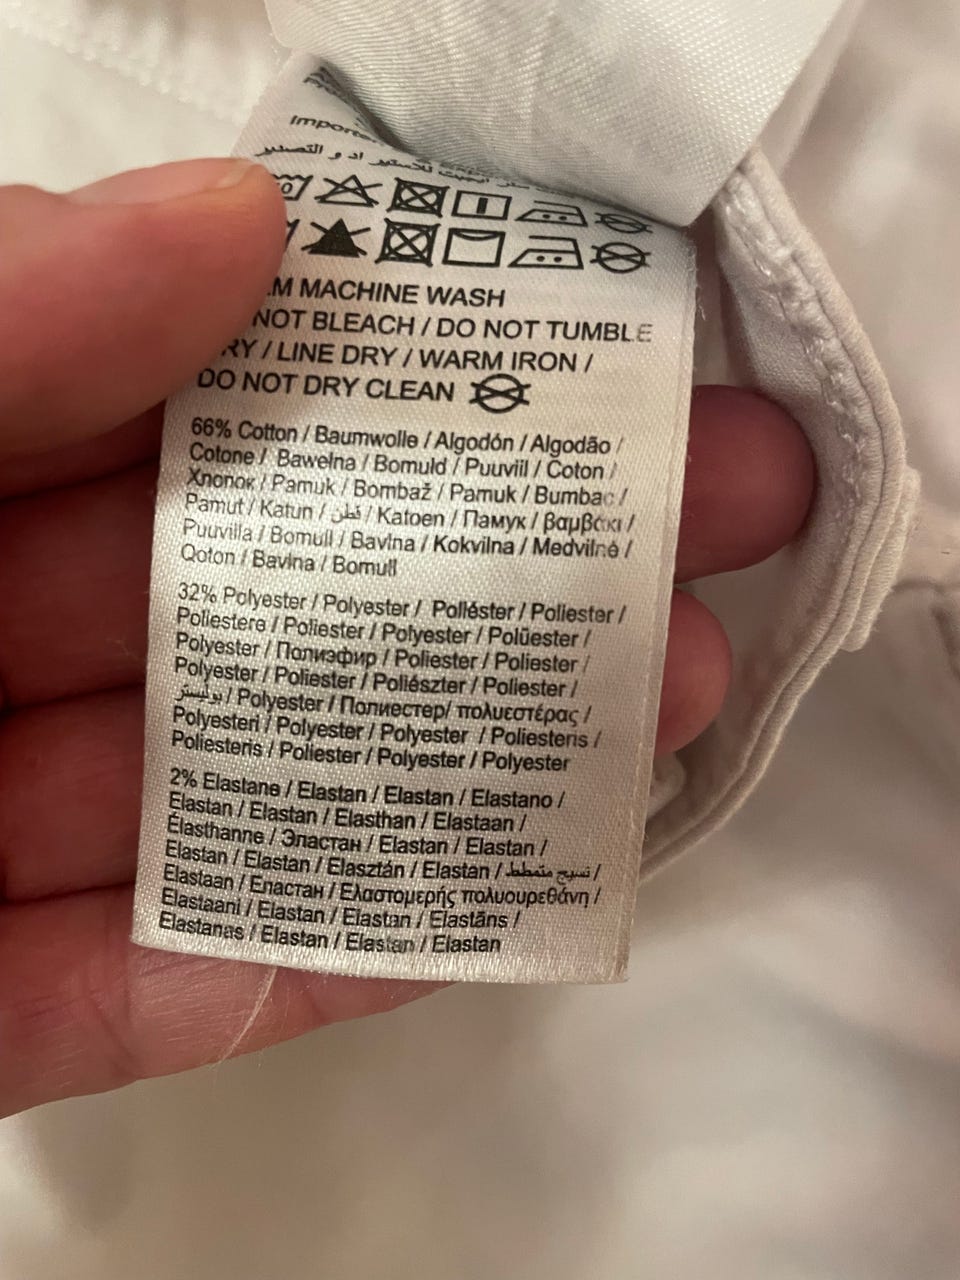 Importe
.M MACHINE WASH
NOT BLEACH / DO NOT TUMBLE
RY / LINE DRY / WARM IRON /
DO NOT DRY CLEAN
66% Cotton / Baumwolle / Algodón / Algodão /
Cotone / Bawełna / Bomuld / Puuvill / Coton /
Хлопок / Pamuk / Bombaž / Pamuk / Bumbac /
Pamut / Katun / قطن / Katoen / Памук / βαμβάκι /
Puuvilla / Bomull / Bavlna / Kokvilna / Medvilnė /
Qoton / Bavlna / Bomull
32% Polyester / Polyester / Poliéster / Poliester /
Poliestere / Poliester / Polyester / Polüester /
Polyester / Полиэфир / Poliester / Poliester /
Polyester / Poliester / Poliészter / Poliester /
بوليستر / Polyester / Полиестер/ πολυεστέρας /
Polyesteri / Polyester / Polyester / Poliesteris /
Poliesteris / Poliester / Polyester / Polyester
2% Elastane / Elastan / Elastan / Elastano /
Elastan / Elastan / Elasthan / Elastaan /
Élasthanne / Эластан / Elastan / Elastan /
Elastan / Elastan / Elasztán / Elastan / نسيج متمطط /
Elastaan / Еластан / Ελαστομερής πολυουρεθάνη /
Elastaani / Elastan / Elastan / Elastāns /
Elastanas / Elastan / Elastan / Elastan